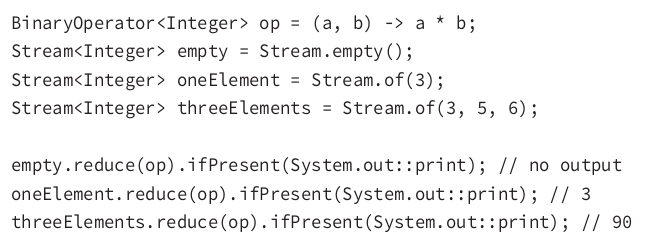 BinaryOperator<Integer> op = (a, b) -> a * b;
Stream<Integer> empty = Stream.empty();
Stream<Integer> oneElement = Stream.of(3);
Stream<Integer> threeElements = Stream.of(3, 5, 6);

empty.reduce(op).ifPresent(System.out::print); // no output
oneElement.reduce(op).ifPresent(System.out::print); // 3
threeElements.reduce(op).ifPresent(System.out::print); // 90